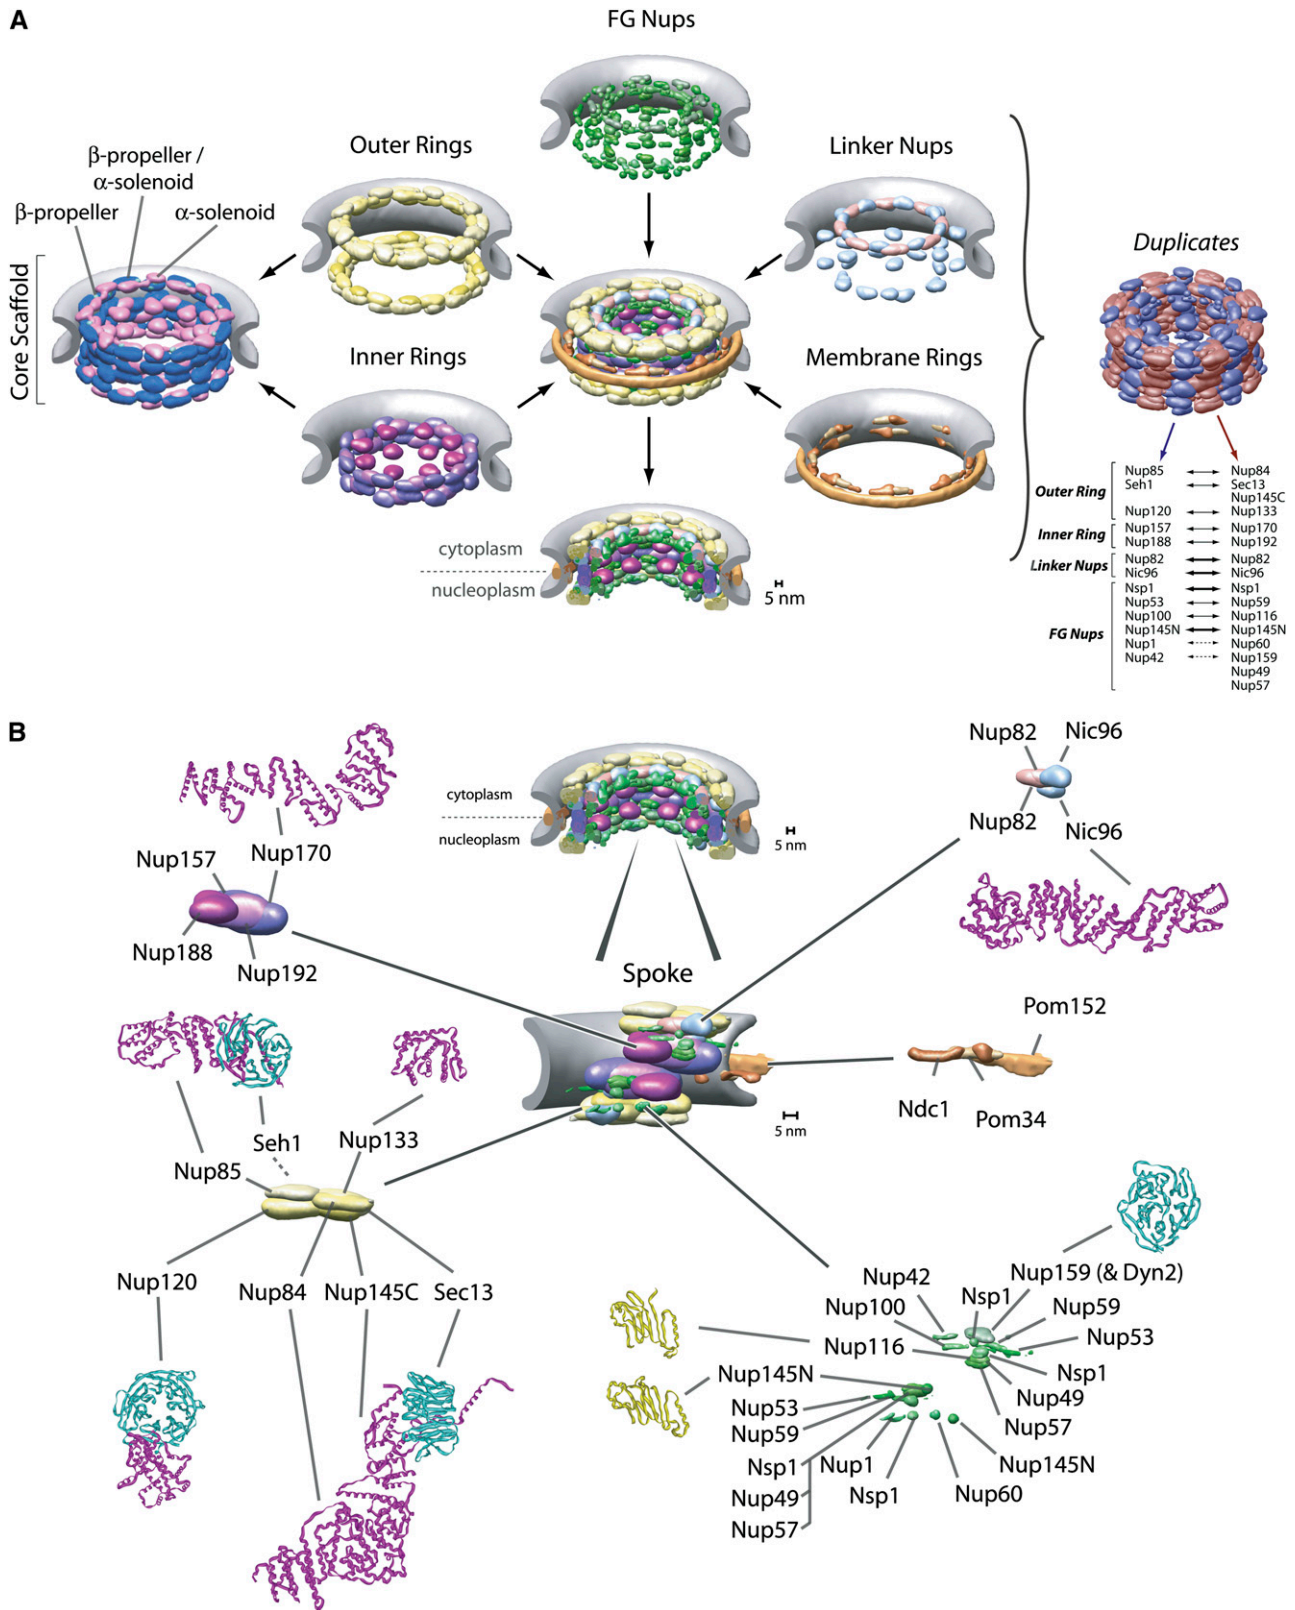 A
FG Nups
Outer Rings
Linker Nups
β-propeller /
α-solenoid
β-propeller
α-solenoid
Core Scaffold
Inner Rings
Membrane Rings
cytoplasm
nucleoplasm
5 nm
Duplicates
Outer Ring
Nup85 Nup84
Seh1 Sec13
Nup145C
Nup120 Nup133
Inner Ring
Nup157 Nup170
Nup188 Nup192
Linker Nups
Nup82 Nup82
Nic96 Nic96
FG Nups
Nsp1 Nsp1
Nup53 Nup59
Nup100 Nup116
Nup145N Nup145N
Nup1 Nup60
Nup42 Nup159
Nup49
Nup57
B
cytoplasm
nucleoplasm
5 nm
Nup82 Nic96
Nup82 Nic96
Nup157 Nup170
Nup188
Nup192
Spoke
5 nm
Pom152
Ndc1
Pom34
Seh1
Nup133
Nup85
Nup120
Nup84 Nup145C Sec13
Nup42
Nup159 (& Dyn2)
Nup100
Nsp1
Nup59
Nup116
Nup53
Nsp1
Nup49
Nup57
Nup145N
Nup53
Nup59
Nsp1
Nup49
Nup57
Nup1
Nsp1
Nup60
Nup145N